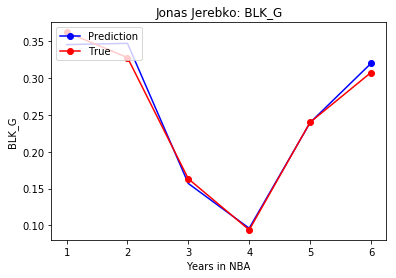 Jonas Jerebko: BLK_G
Prediction
True
0.35
0.30
0.25
0.20
0.15
0.10
BLK_G
1 2 3 4 5 6
Years in NBA